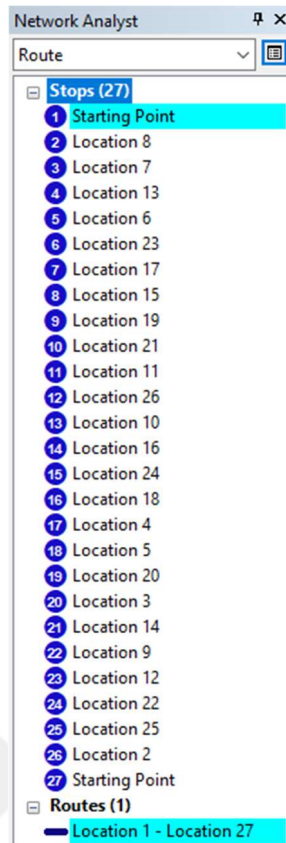 Network Analyst
Route
Stops (27)
1 Starting Point
2 Location 8
3 Location 7
4 Location 13
5 Location 6
6 Location 23
7 Location 17
8 Location 15
9 Location 19
10 Location 21
11 Location 11
12 Location 26
13 Location 10
14 Location 16
15 Location 24
16 Location 18
17 Location 4
18 Location 5
19 Location 20
20 Location 3
21 Location 14
22 Location 9
23 Location 12
24 Location 22
25 Location 25
26 Location 2
27 Starting Point
Routes (1)
Location 1 - Location 27